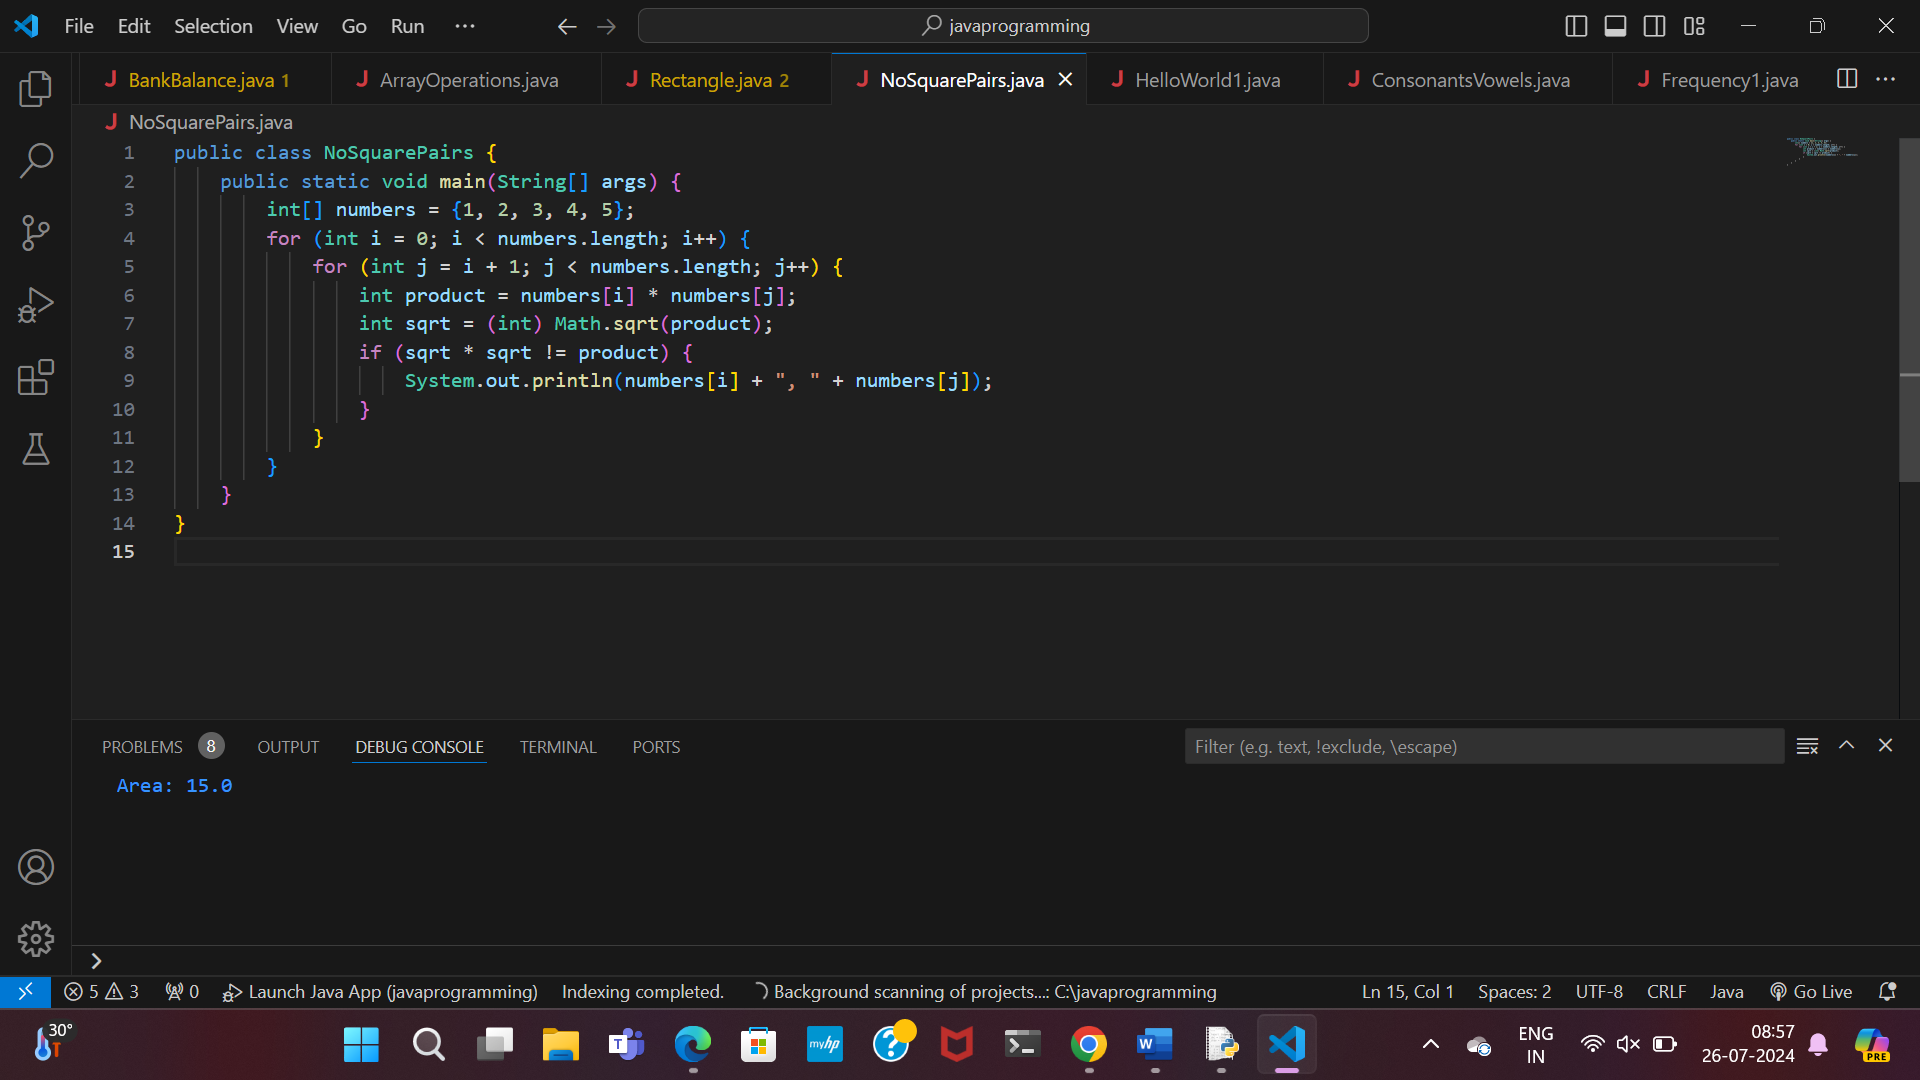 File Edit Selection View Go Run ··· javaprogramming
J BankBalance.java 1 J ArrayOperations.java J Rectangle.java 2 J NoSquarePairs.java J HelloWorld1.java J ConsonantsVowels.java J Frequency1.java
J NoSquarePairs.java
1 public class NoSquarePairs {
2 public static void main(String[] args) {
3 int[] numbers = {1, 2, 3, 4, 5};
4 for (int i = 0; i < numbers.length; i++) {
5 for (int j = i + 1; j < numbers.length; j++) {
6 int product = numbers[i] * numbers[j];
7 int sqrt = (int) Math.sqrt(product);
8 if (sqrt * sqrt != product) {
9 System.out.println(numbers[i] + ", " + numbers[j]);
10 }
11 }
12 }
13 }
14 }
15
PROBLEMS 8 OUTPUT DEBUG CONSOLE TERMINAL PORTS Filter (e.g. text, !exclude, \escape)
Area: 15.0
5 3 0 Launch Java App (javaprogramming) Indexing completed. Background scanning of projects...: C:\javaprogramming Ln 15, Col 1 Spaces: 2 UTF-8 CRLF Java Go Live
30° T myhp W ENG IN 08:57 26-07-2024 PRE